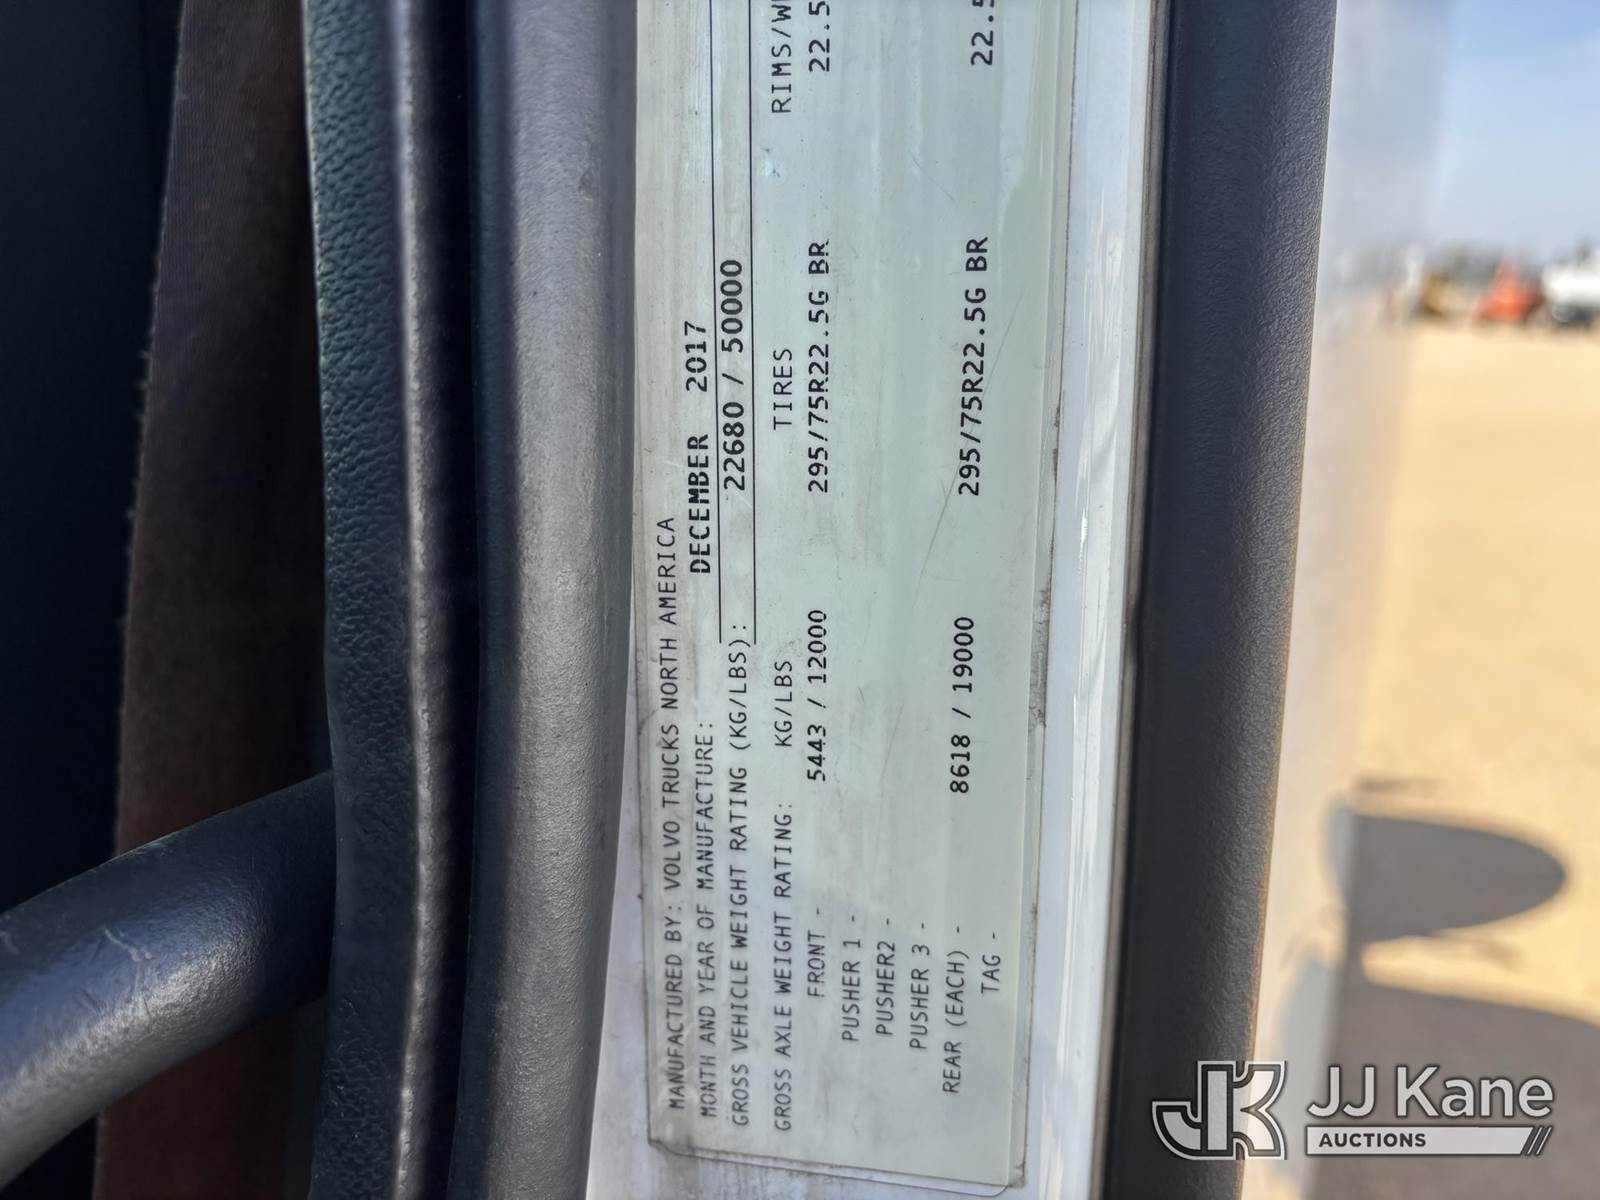 MANUFACTURED BY: VOLVO TRUCKS NORTH AMERICA
MONTH AND YEAR OF MANUFACTURE: DECEMBER 2017
GROSS VEHICLE WEIGHT RATING (KG/LBS): 22680 / 50000
GROSS AXLE WEIGHT RATING: KG/LBS TIRES
FRONT - 5443 / 12000 295/75R22.5G BR 22.5
PUSHER 1 -
PUSHER2 -
PUSHER 3 -
REAR (EACH) - 8618 / 19000 295/75R22.5G BR 22.5
TAG -
RIMS/W
JK JJ Kane
AUCTIONS